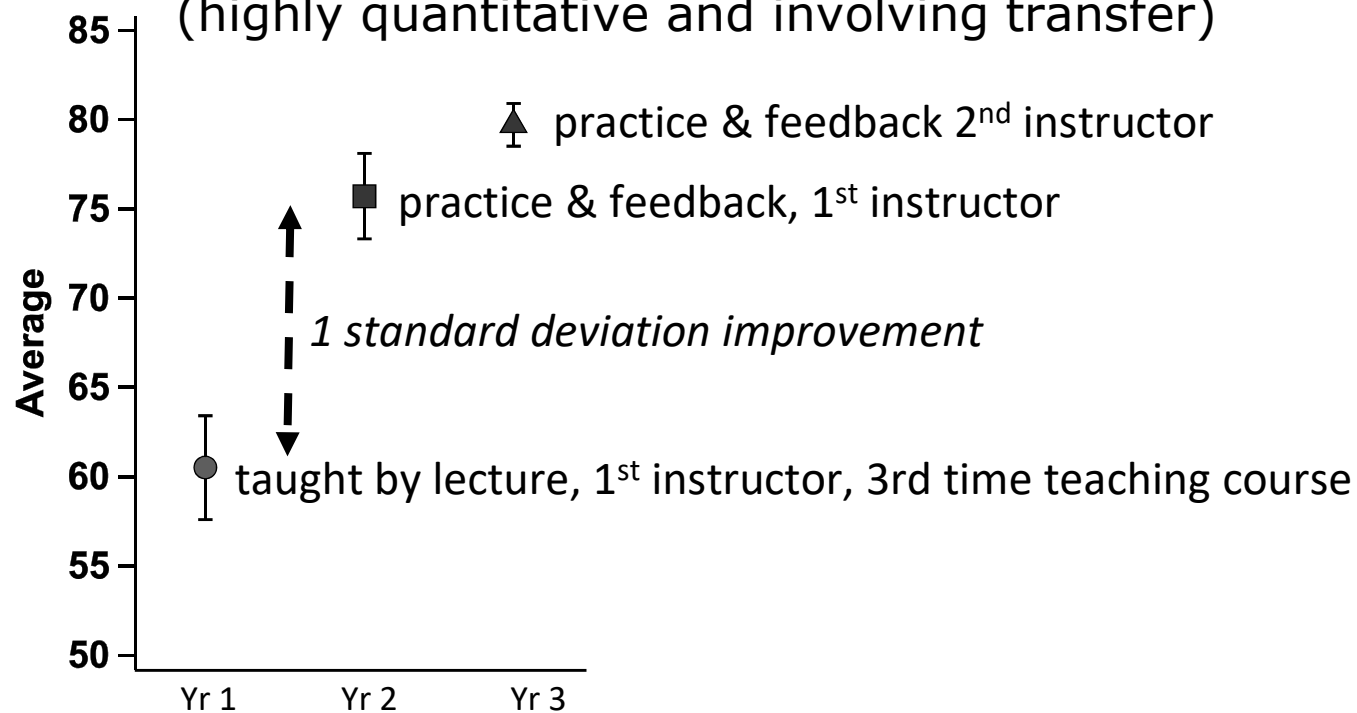 (highly quantitative and involving transfer)
85
80
practice & feedback 2nd instructor
practice & feedback, 1st instructor
75
70
1 standard deviation improvement
65
60
taught by lecture, 1st instructor, 3rd time teaching course
55
50
Average
Yr 1
Yr 2
Yr 3